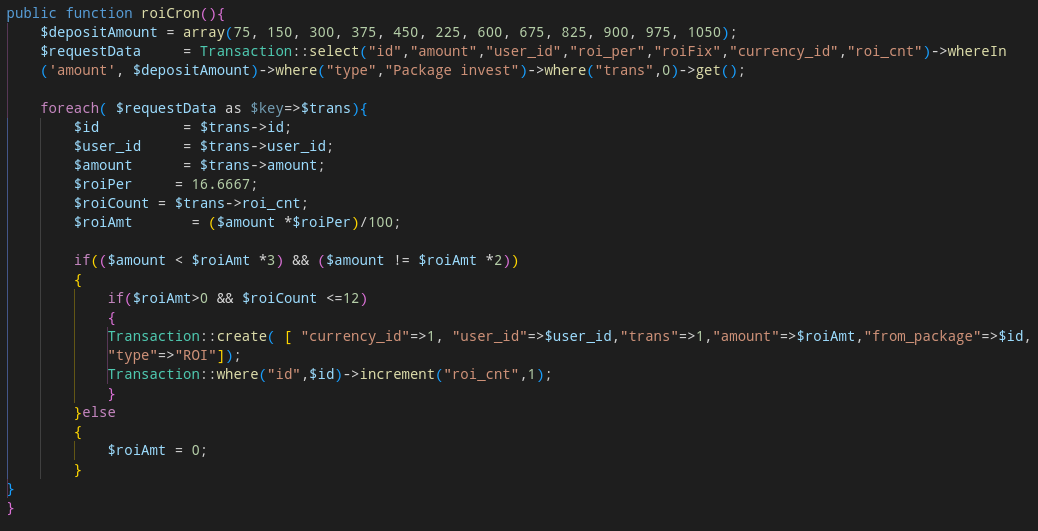 public function roiCron(){
    $depositAmount = array(75, 150, 300, 375, 450, 225, 600, 675, 825, 900, 975, 1050);
    $requestData     = Transaction::select("id","amount","user_id","roi_per","roiFix","currency_id","roi_cnt")->whereIn
    ('amount', $depositAmount)->where("type","Package invest")->where("trans",0)->get();

    foreach( $requestData as $key=>$trans){
        $id          = $trans->id;
        $user_id     = $trans->user_id;
        $amount      = $trans->amount;
        $roiPer     = 16.6667;
        $roiCount = $trans->roi_cnt;
        $roiAmt       = ($amount *$roiPer)/100;

        if(($amount < $roiAmt *3) && ($amount != $roiAmt *2))
        {
            if($roiAmt>0 && $roiCount <=12)
            {
            Transaction::create( [ "currency_id"=>1, "user_id"=>$user_id,"trans"=>1,"amount"=>$roiAmt,"from_package"=>$id,
            "type"=>"ROI"]);
            Transaction::where("id",$id)->increment("roi_cnt",1);
            }
        }else
        {
            $roiAmt = 0;
        }
}
}